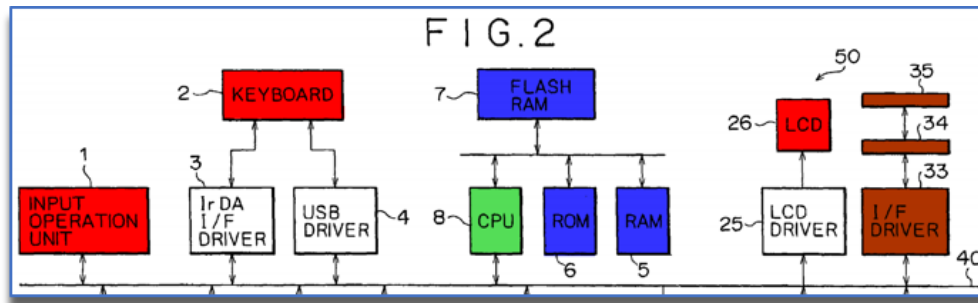 FIG.2
50
35
2
KEYBOARD
7
FLASH
RAM
26
LCD
34
1
3
33
INPUT
OPERATION
UNIT
IrDA
I/F
DRIVER
USB
DRIVER
4
8
CPU
ROM
RAM
25
LCD
DRIVER
I/F
DRIVER
6
5
40